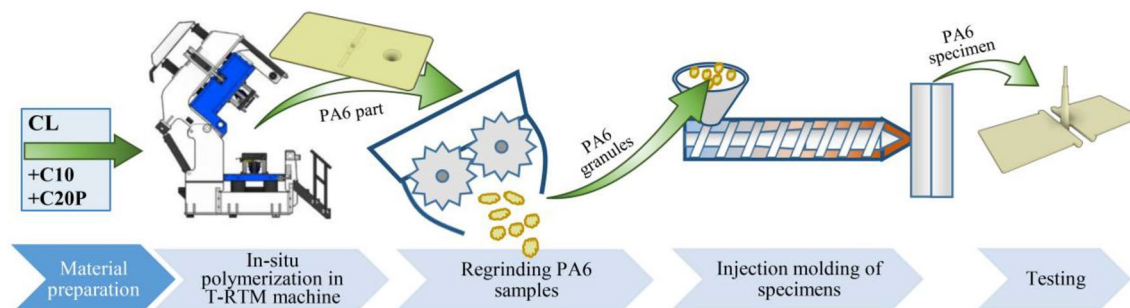 CL
+C10
+C20P
PA6 part
PA6
granules
PA6
specimen
Material
preparation
In-situ
polymerization in
T-RTM machine
Regrinding PA6
samples
Injection molding of
specimens
Testing